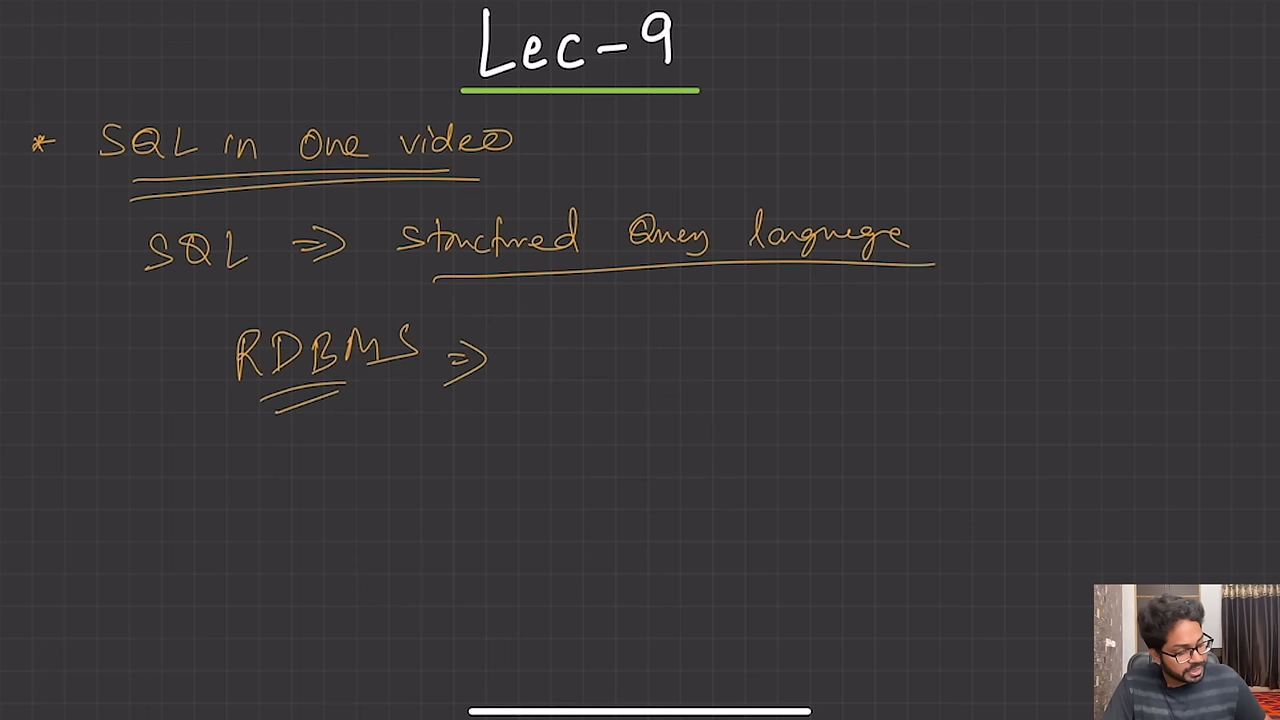 Lec-9
* SQL in One video
SQL => Structured Query language
RDBMS =>